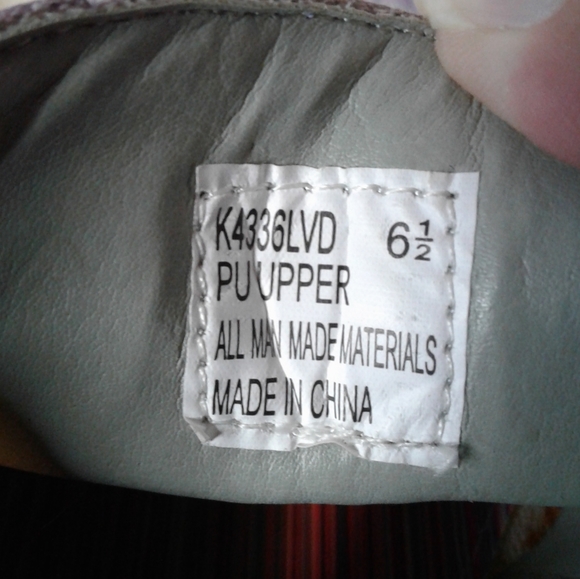 K4336LVD 6½
PU UPPER
ALL MAN MADE MATERIALS
MADE IN CHINA